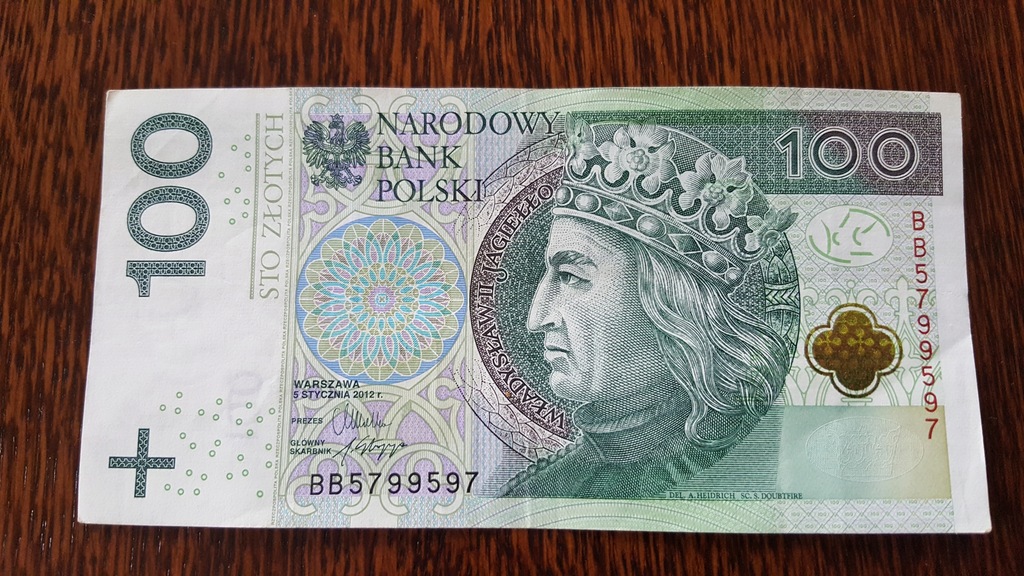 100
STO ZŁOTYCH
NARODOWY
BANK
POLSKI
100
WŁADYSŁAW II JAGIEŁŁO
BB5799597
WARSZAWA
5 STYCZNIA 2012 r.
PREZES
GŁÓWNY
SKARBNIK
BB5799597
DEL. A. HEIDRICH SC. S. DOUBTFIRE